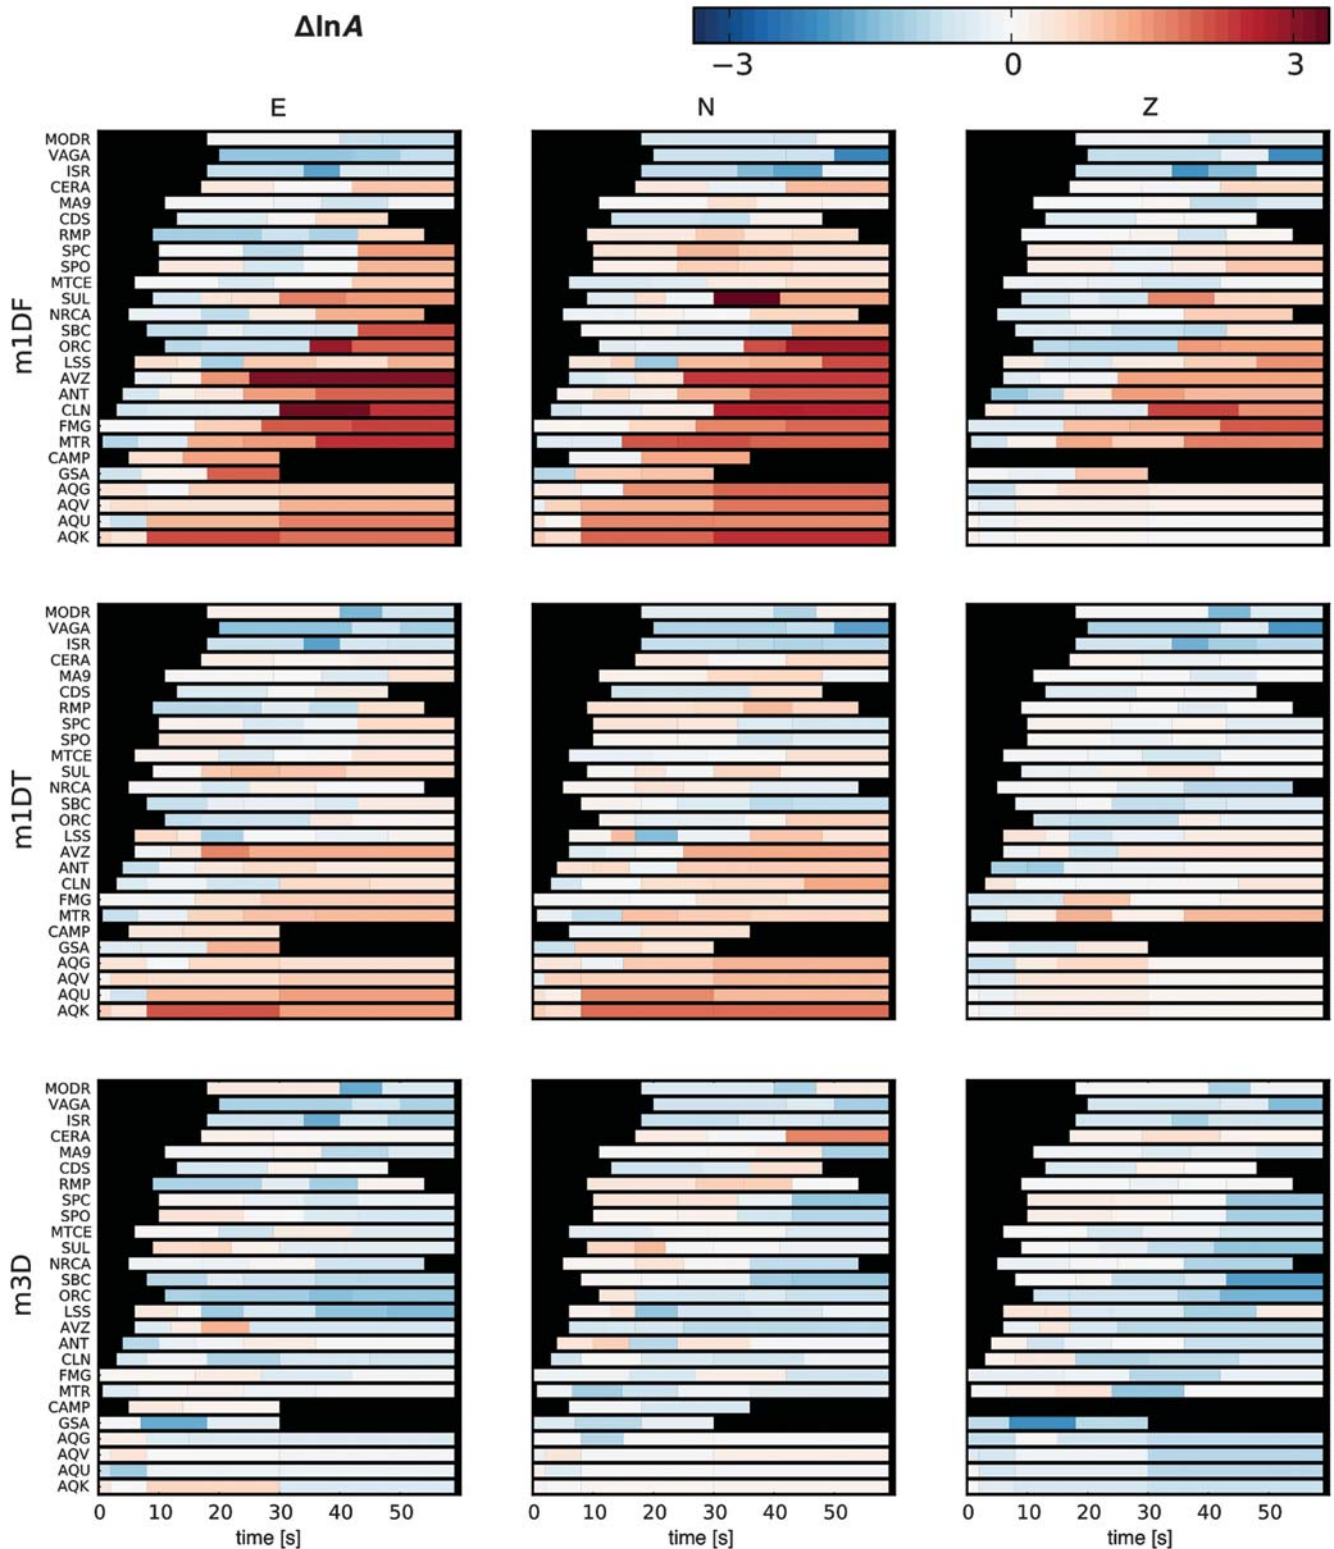 ΔlnA
−3 0 3
E N Z
m1DF
MODR
VAGA
ISR
CERA
MA9
CDS
RMP
SPC
SPO
MTCE
SUL
NRCA
SBC
ORC
LSS
AVZ
ANT
CLN
FMG
MTR
CAMP
GSA
AQG
AQV
AQU
AQK
m1DT
MODR
VAGA
ISR
CERA
MA9
CDS
RMP
SPC
SPO
MTCE
SUL
NRCA
SBC
ORC
LSS
AVZ
ANT
CLN
FMG
MTR
CAMP
GSA
AQG
AQV
AQU
AQK
m3D
MODR
VAGA
ISR
CERA
MA9
CDS
RMP
SPC
SPO
MTCE
SUL
NRCA
SBC
ORC
LSS
AVZ
ANT
CLN
FMG
MTR
CAMP
GSA
AQG
AQV
AQU
AQK
0 10 20 30 40 50 0 10 20 30 40 50 0 10 20 30 40 50
time [s] time [s] time [s]